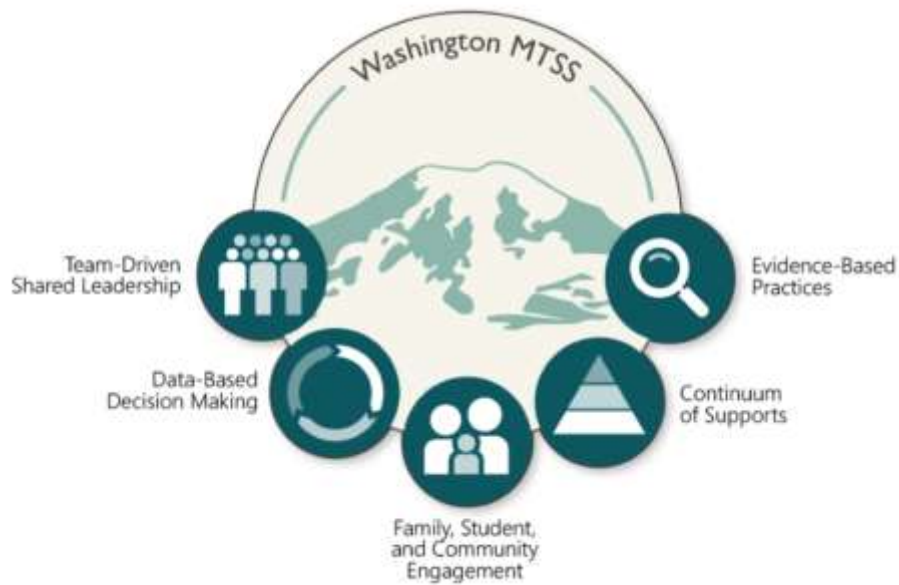 Washington MTSS
Team-Driven
Shared Leadership
Data-Based
Decision Making
Family, Student,
and Community
Engagement
Continuum
of Supports
Evidence-Based
Practices